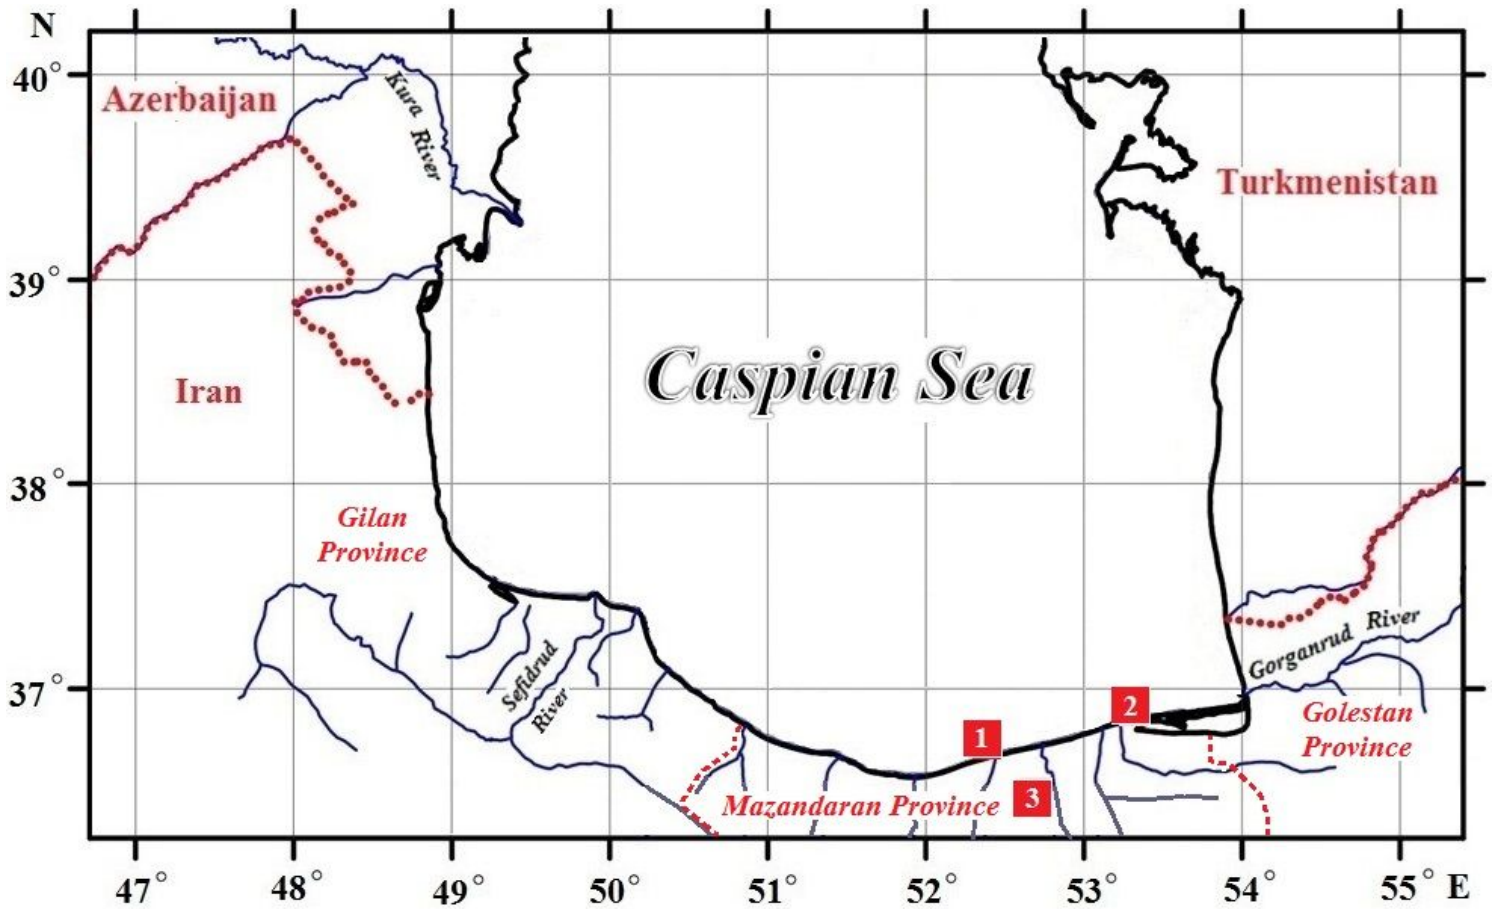 N
40°
Azerbaijan
Kura River
Turkmenistan
39°
Caspian Sea
Iran
38°
Gilan
Province
Gorganrud River
Sefidrud
River
37°
2
Golestan
Province
1
Mazandaran Province
3
47° 48° 49° 50° 51° 52° 53° 54° 55° E